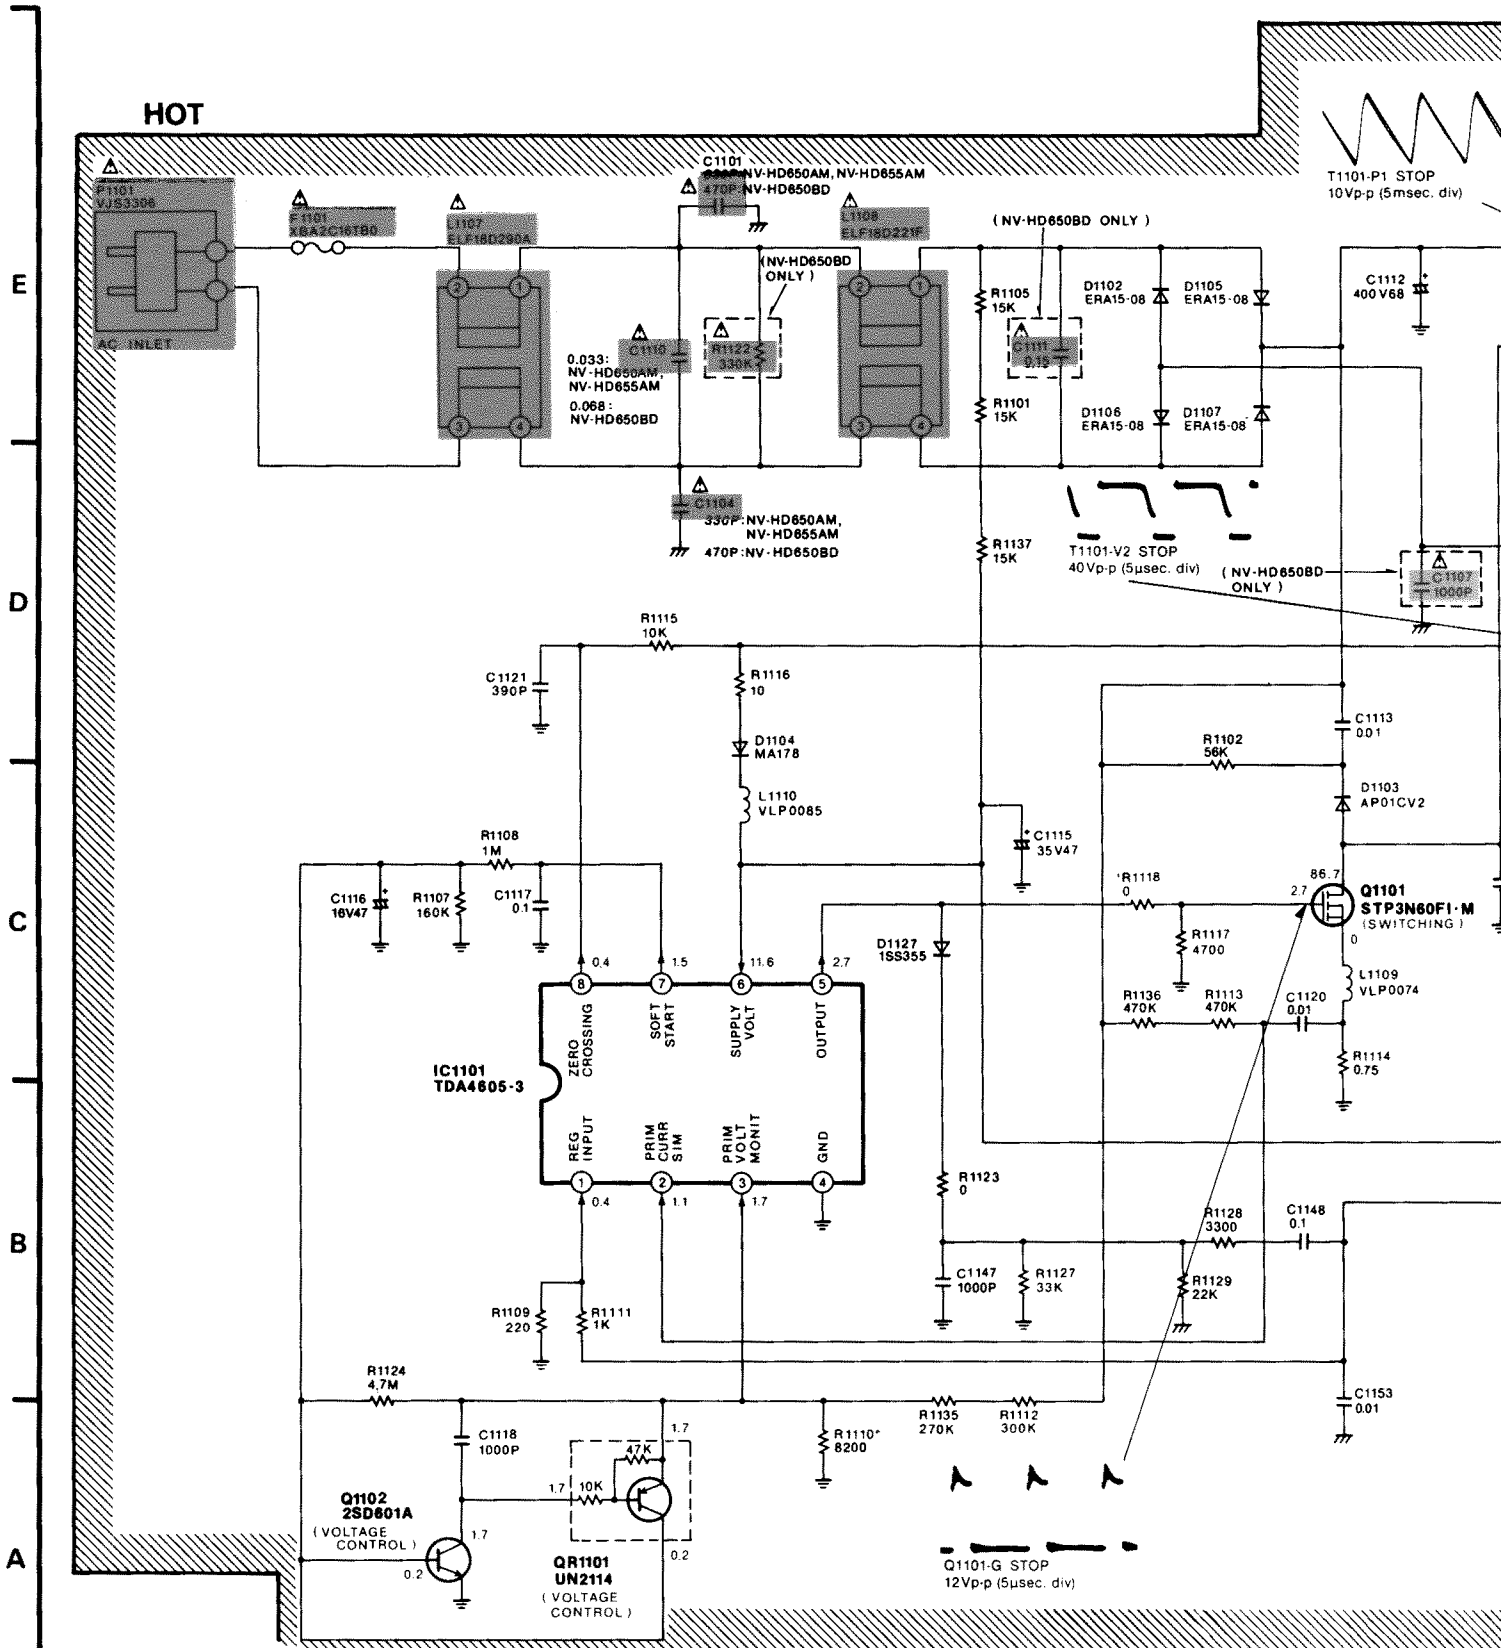 HOT
P1101
VJS3306
AC INLET
F1101
XBA2C16TB0
L1107
ELF18D290A
2
1
3
4
C1101
NV-HD650AM, NV-HD655AM
470P: NV-HD650BD
L1108
ELF18D221F
2
1
3
4
(NV-HD650BD
ONLY)
C1110
0.033:
NV-HD650AM,
NV-HD655AM
0.068:
NV-HD650BD
R1122
330K
C1104
330P: NV-HD650AM,
NV-HD655AM
470P: NV-HD650BD
R1105
15K
R1101
15K
R1137
15K
(NV-HD650BD ONLY)
C1111
0.15
D1102
ERA15-08
D1105
ERA15-08
D1106
ERA15-08
D1107
ERA15-08
T1101-P1 STOP
10Vp-p (5msec. div)
C1112
400V68
+
T1101-V2 STOP
40Vp-p (5µsec. div)
(NV-HD650BD
ONLY)
C1107
1000P
E
D
C
B
A
R1115
10K
C1121
390P
R1116
10
D1104
MA178
L1110
VLP0085
R1102
56K
C1113
0.01
D1103
AP01CV2
R1108
1M
C1116
16V47
+
R1107
160K
C1117
0.1
C1115
35V47
+
R1118
0
86.7
2.7
0
Q1101
STP3N60FI-M
(SWITCHING)
D1127
1SS355
R1117
4700
L1109
VLP0074
R1136
470K
R1113
470K
C1120
0.01
R1114
0.75
8
0.4
7
1.5
6
11.6
5
2.7
ZERO
CROSSING
SOFT
START
SUPPLY
VOLT
OUTPUT
IC1101
TDA4605-3
REG
INPUT
PRIM
CURR
SIM
PRIM
VOLT
MONIT
GND
1
0.4
2
1.1
3
1.7
4
R1123
0
R1128
3300
C1148
0.1
C1147
1000P
R1127
33K
R1129
22K
R1109
220
R1111
1K
R1124
4.7M
C1118
1000P
R1110*
8200
R1135
270K
R1112
300K
C1153
0.01
1.7
47K
1.7
10K
0.2
Q1102
2SD601A
(VOLTAGE
CONTROL)
1.7
0.2
QR1101
UN2114
(VOLTAGE
CONTROL)
Q1101-G STOP
12Vp-p (5µsec. div)